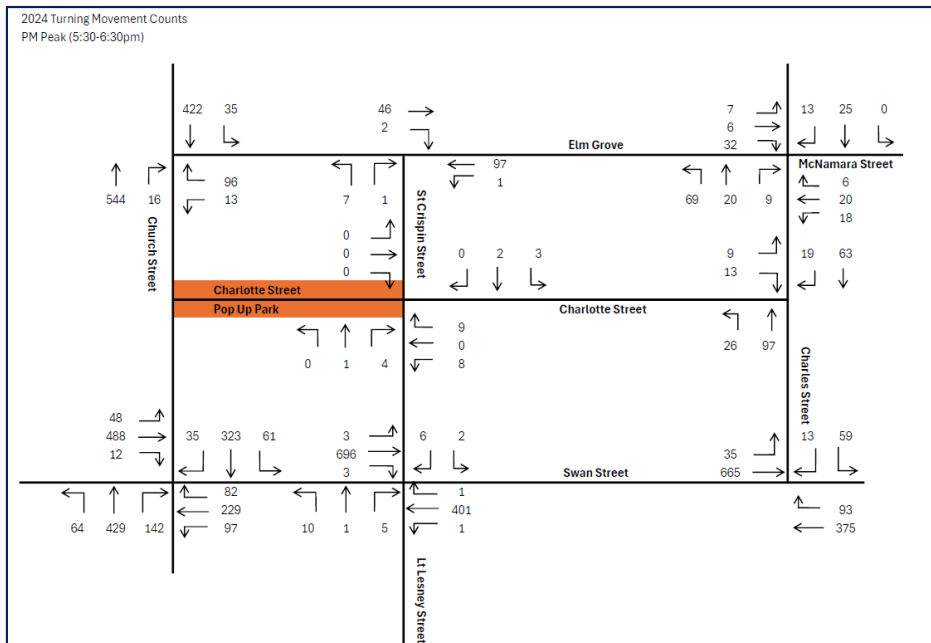 2024 Turning Movement Counts
PM Peak (5:30-6:30pm)
422 35
46
2
7
6
32
13 25 0
Elm Grove
McNamara Street
544 16
96
13
7 1
97
1
69 20 9
6
20
18
Church Street
St Crispin Street
0
0
0
0 2 3
9
13
19 63
Charlotte Street
Pop Up Park
Charlotte Street
0 1 4
9
0
8
26 97
Charles Street
48
488
12
35 323 61
3
696
3
6 2
35
665
13 59
Swan Street
64 429 142
82
229
97
10 1 5
1
401
1
93
375
Lt Lesney Street